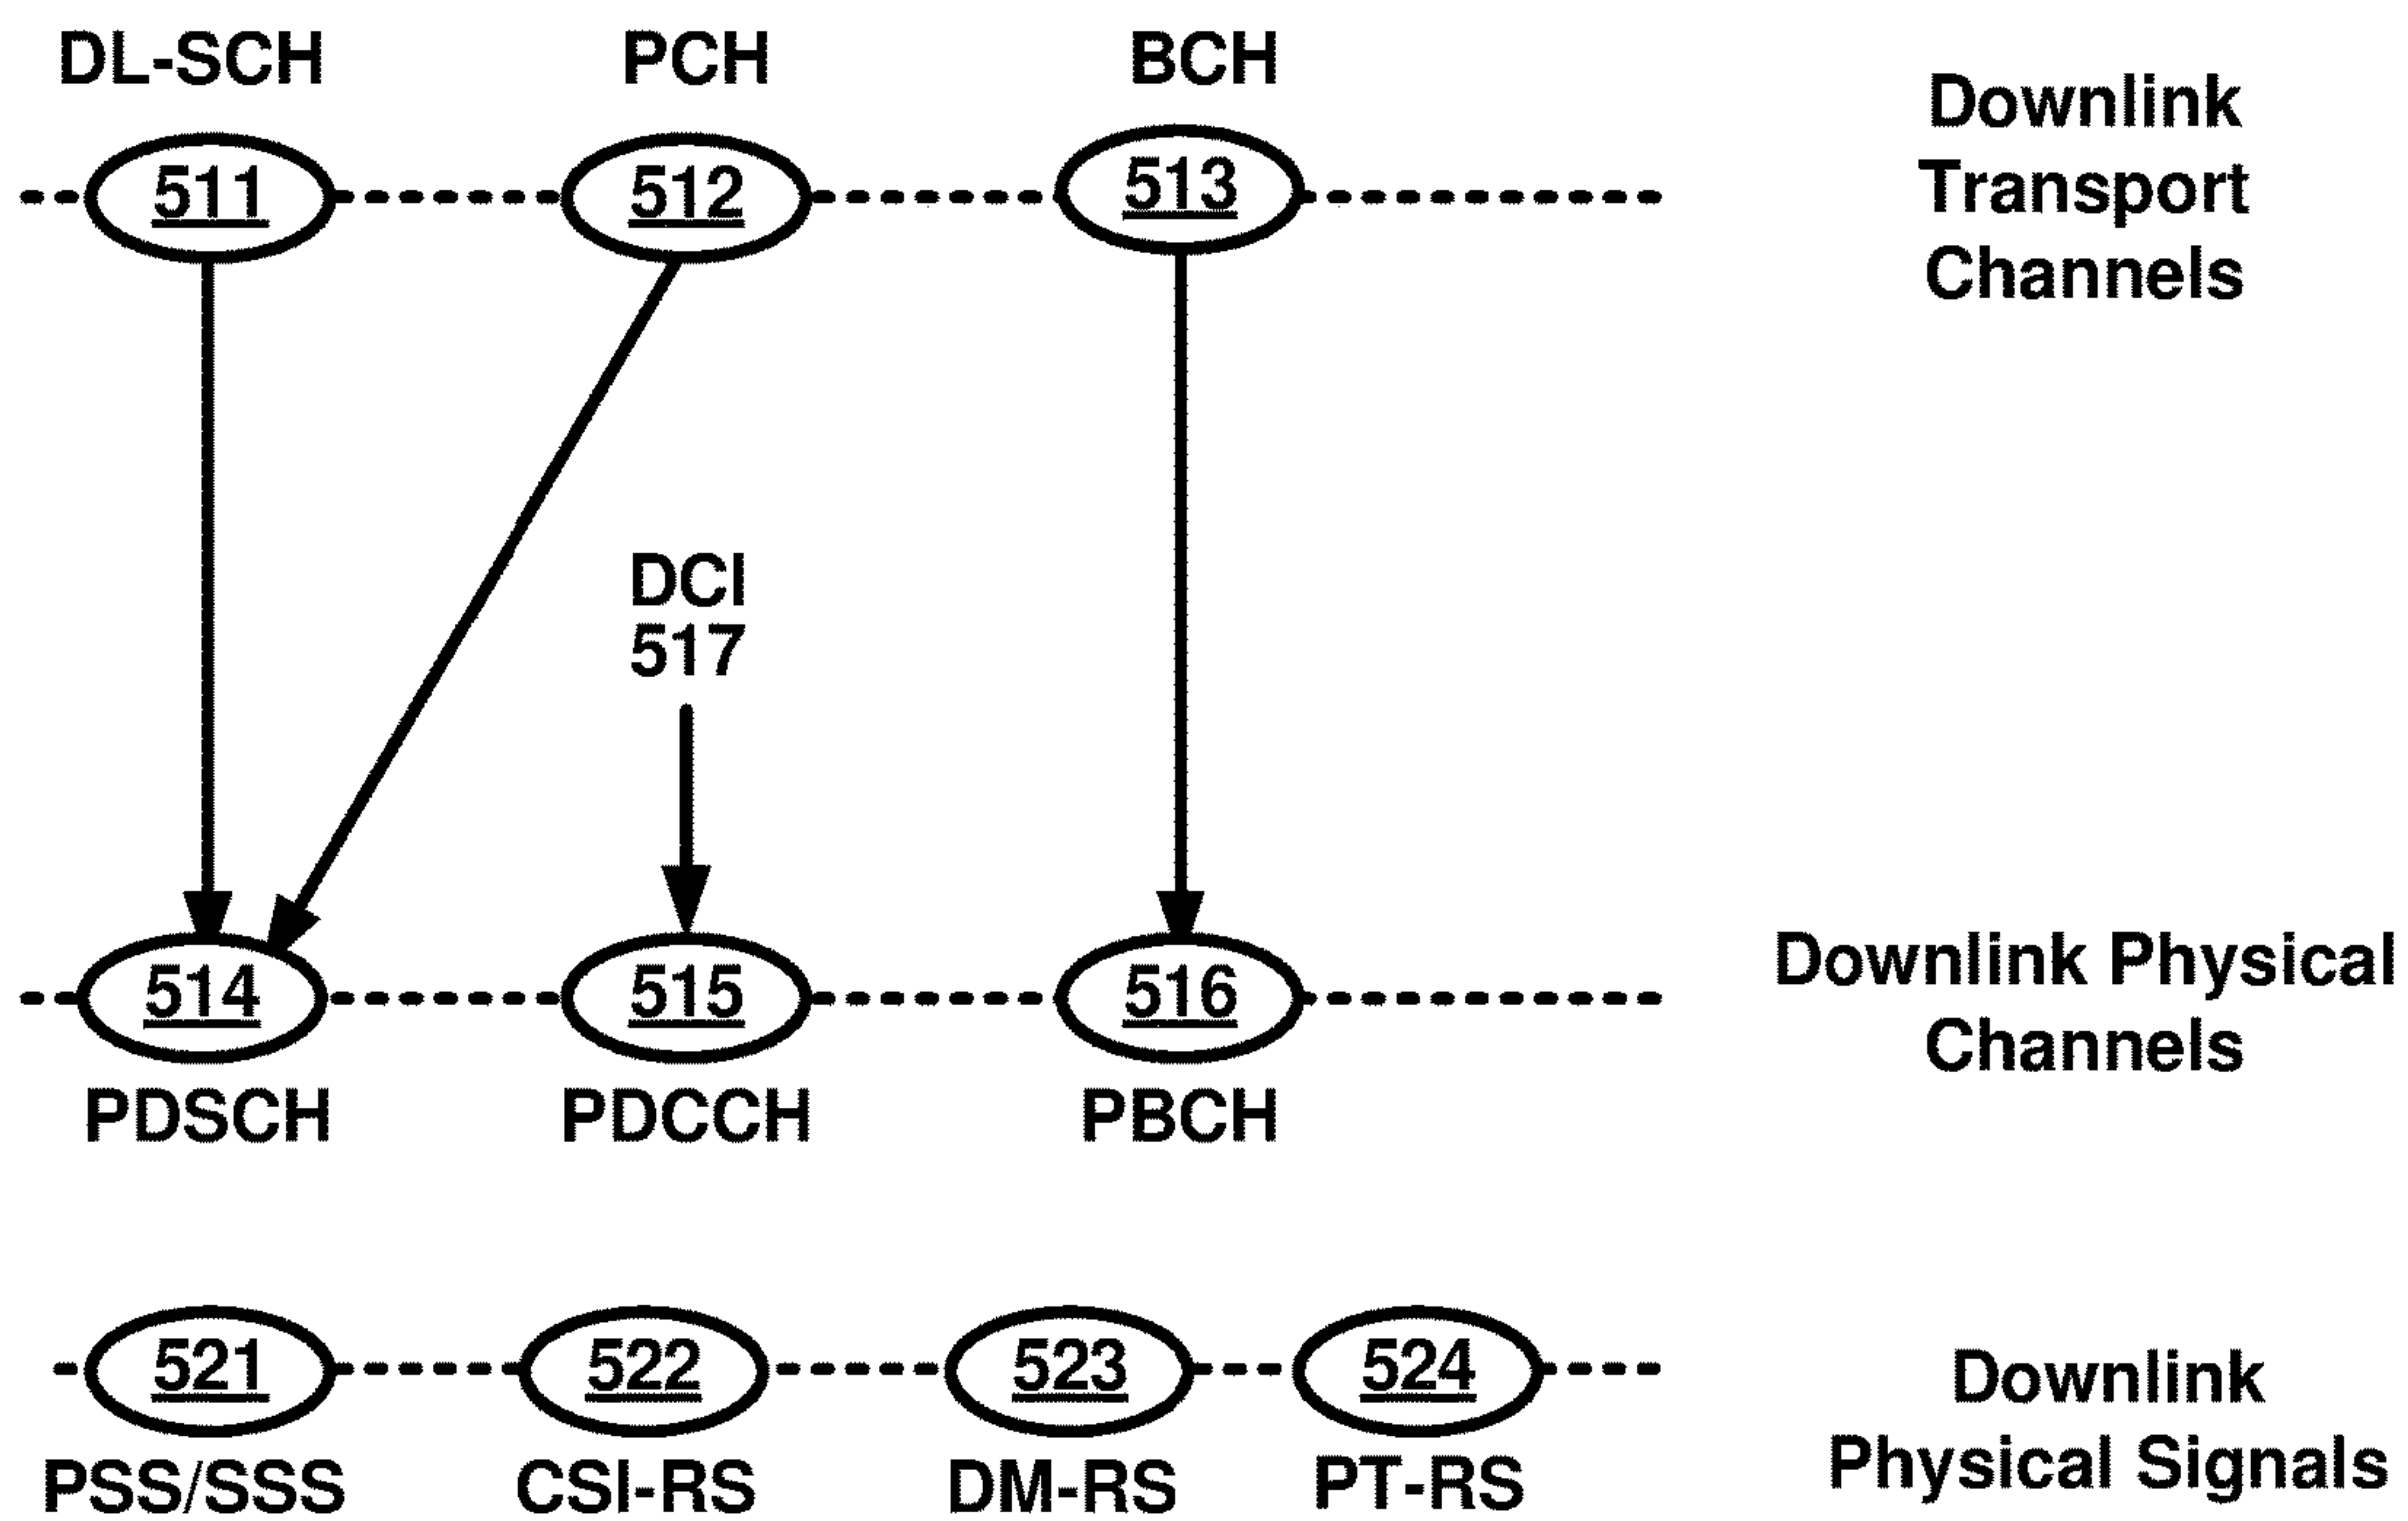 DL-SCH
PCH
BCH
511
512
513
Downlink
Transport
Channels
DCI
517
514
515
516
Downlink Physical
Channels
PDSCH
PDCCH
PBCH
521
522
523
524
Downlink
Physical Signals
PSS/SSS
CSI-RS
DM-RS
PT-RS